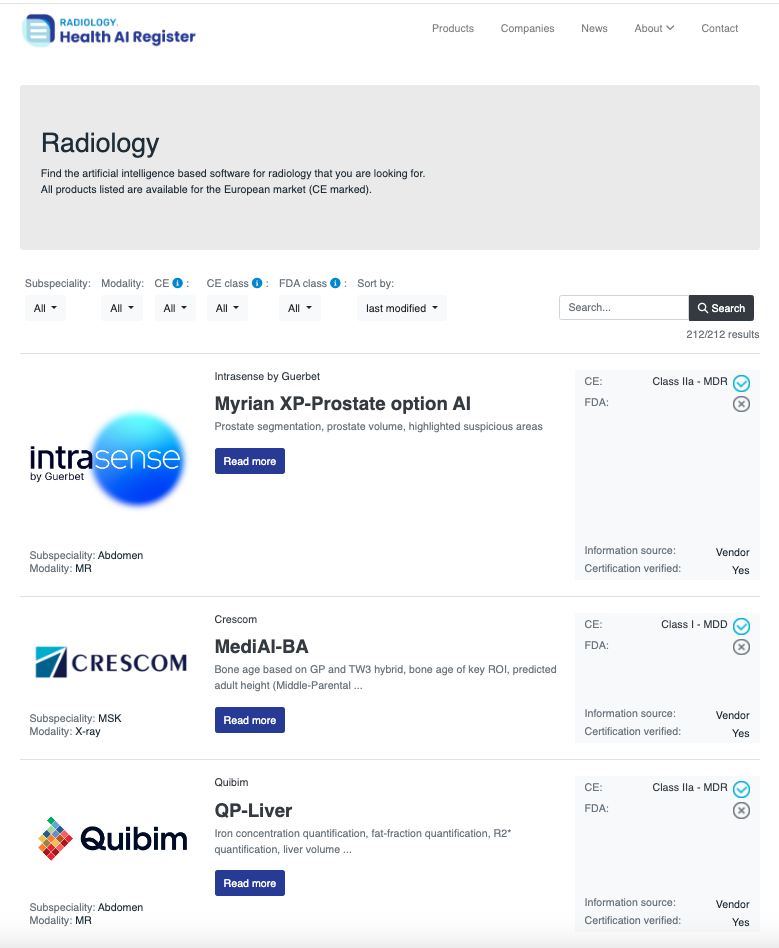 RADIOLOGY.
Health AI Register
Products Companies News About Contact
Radiology
Find the artificial intelligence based software for radiology that you are looking for.
All products listed are available for the European market (CE marked).
Subspeciality: Modality: CE i : CE class i : FDA class i : Sort by:
All All All All All last modified Search... Search
212/212 results
Intrasense by Guerbet
Myrian XP-Prostate option AI
Prostate segmentation, prostate volume, highlighted suspicious areas
Read more
intrasense
by Guerbet
Subspeciality: Abdomen
Modality: MR
CE: Class IIa - MDR
FDA:
Information source: Vendor
Certification verified: Yes
Crescom
MediAI-BA
Bone age based on GP and TW3 hybrid, bone age of key ROI, predicted
adult height (Middle-Parental ...
Read more
CRESCOM
Subspeciality: MSK
Modality: X-ray
CE: Class I - MDD
FDA:
Information source: Vendor
Certification verified: Yes
Quibim
QP-Liver
Iron concentration quantification, fat-fraction quantification, R2*
quantification, liver volume ...
Read more
Quibim
Subspeciality: Abdomen
Modality: MR
CE: Class IIa - MDR
FDA:
Information source: Vendor
Certification verified: Yes